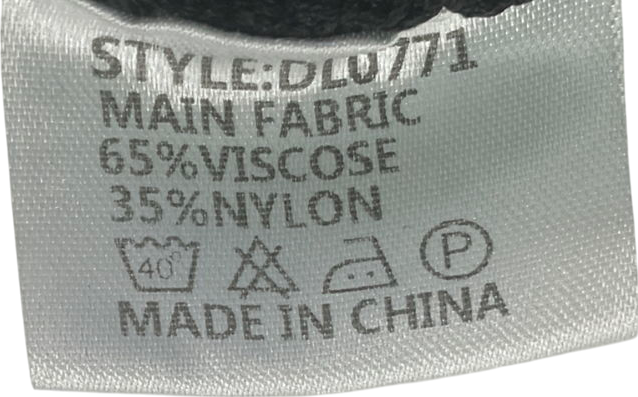 STYLE:DL0771
MAIN FABRIC
65%VISCOSE
35%NYLON
40° P
MADE IN CHINA